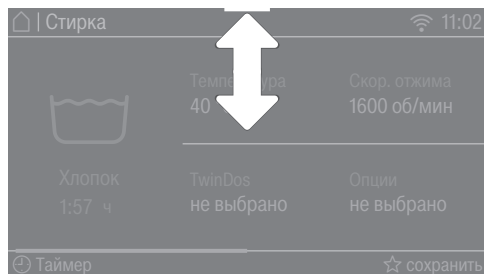 | Стирка 11:02
Температура Скор. отжима
40 1600 об/мин
Хлопок TwinDos Опции
1:57 ч не выбрано не выбрано
Таймер сохранить